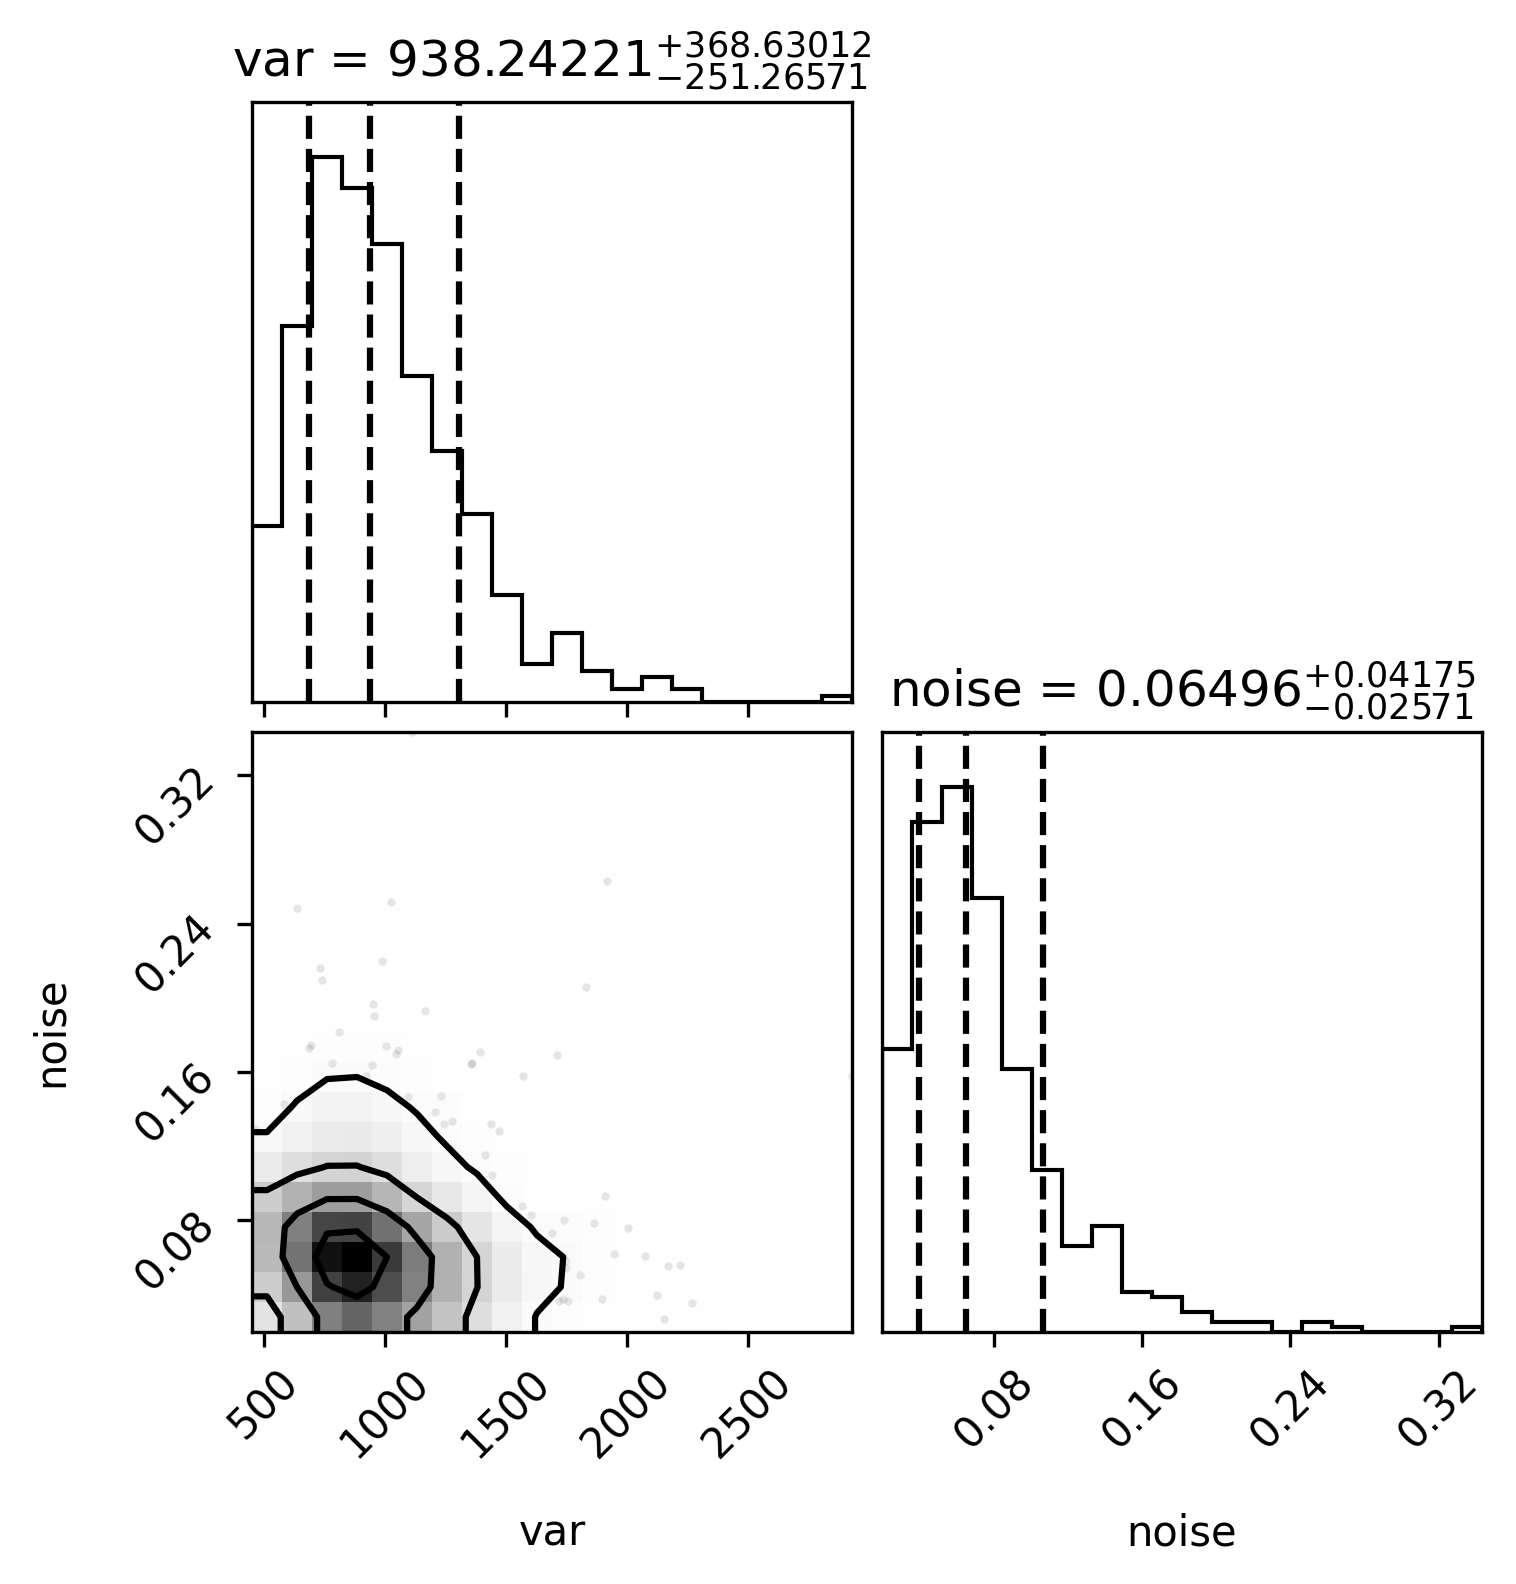 var = 938.24221+368.63012−251.26571
noise = 0.06496+0.04175−0.02571
0.32
0.24
0.16
0.08
noise
500
1000
1500
2000
2500
var
0.08
0.16
0.24
0.32
noise